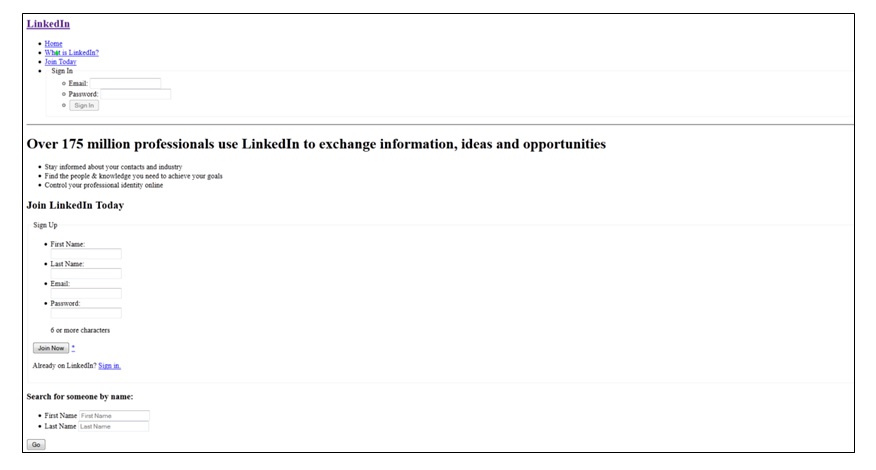 LinkedIn
Home
What is LinkedIn?
Join Today
Sign In
Email:
Password:
Sign In
Over 175 million professionals use LinkedIn to exchange information, ideas and opportunities
Stay informed about your contacts and industry
Find the people & knowledge you need to achieve your goals
Control your professional identity online
Join LinkedIn Today
Sign Up
First Name:
Last Name:
Email:
Password:
6 or more characters
Join Now *
Already on LinkedIn? Sign in.
Search for someone by name:
First Name First Name
Last Name Last Name
Go